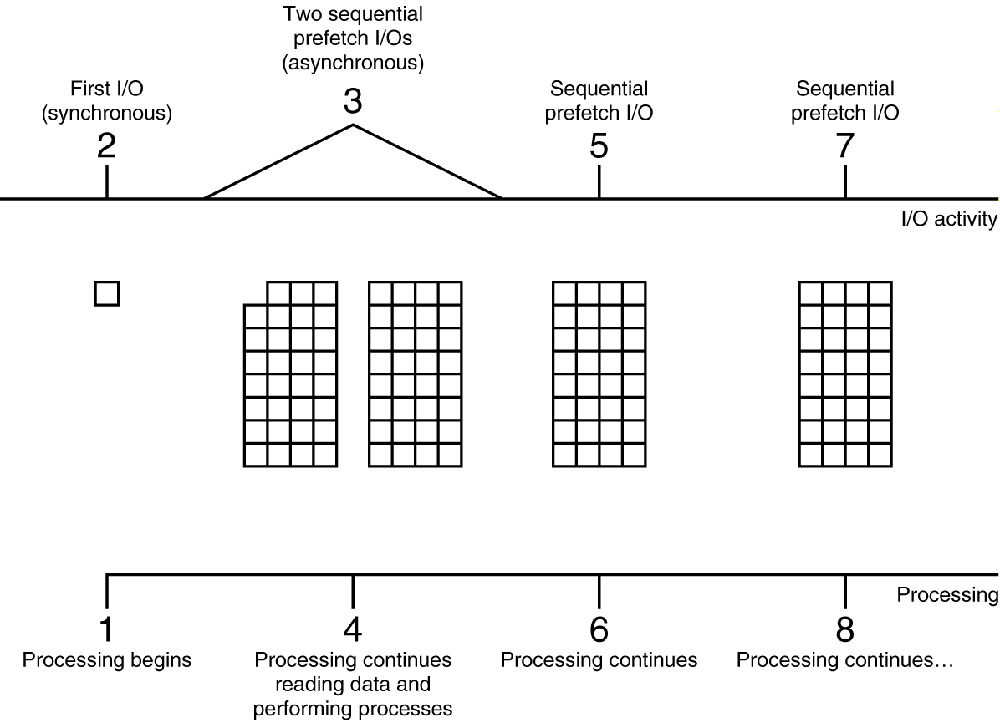 Two sequential
prefetch I/Os
(asynchronous)
3
First I/O
(synchronous)
2
Sequential
prefetch I/O
5
Sequential
prefetch I/O
7
I/O activity
Processing
1
Processing begins
4
Processing continues
reading data and
performing processes
6
Processing continues
8
Processing continues…